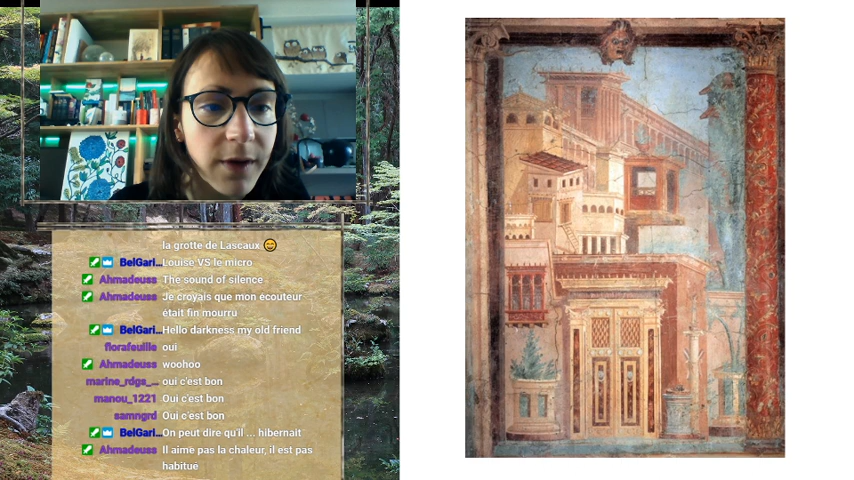 la grotte de Lascaux 😄
BelGari... Louise VS le micro
Ahmadeuss The sound of silence
Ahmadeuss Je croyais que mon écouteur
était fin mourru
BelGari... Hello darkness my old friend
florafeuille oui
Ahmadeuss woohoo
marine_rdgs_... oui c'est bon
manou_1221 Oui c'est bon
samngrd Oui c'est bon
BelGari... On peut dire qu'il ... hibernait
Ahmadeuss Il aime pas la chaleur, il est pas
habitué